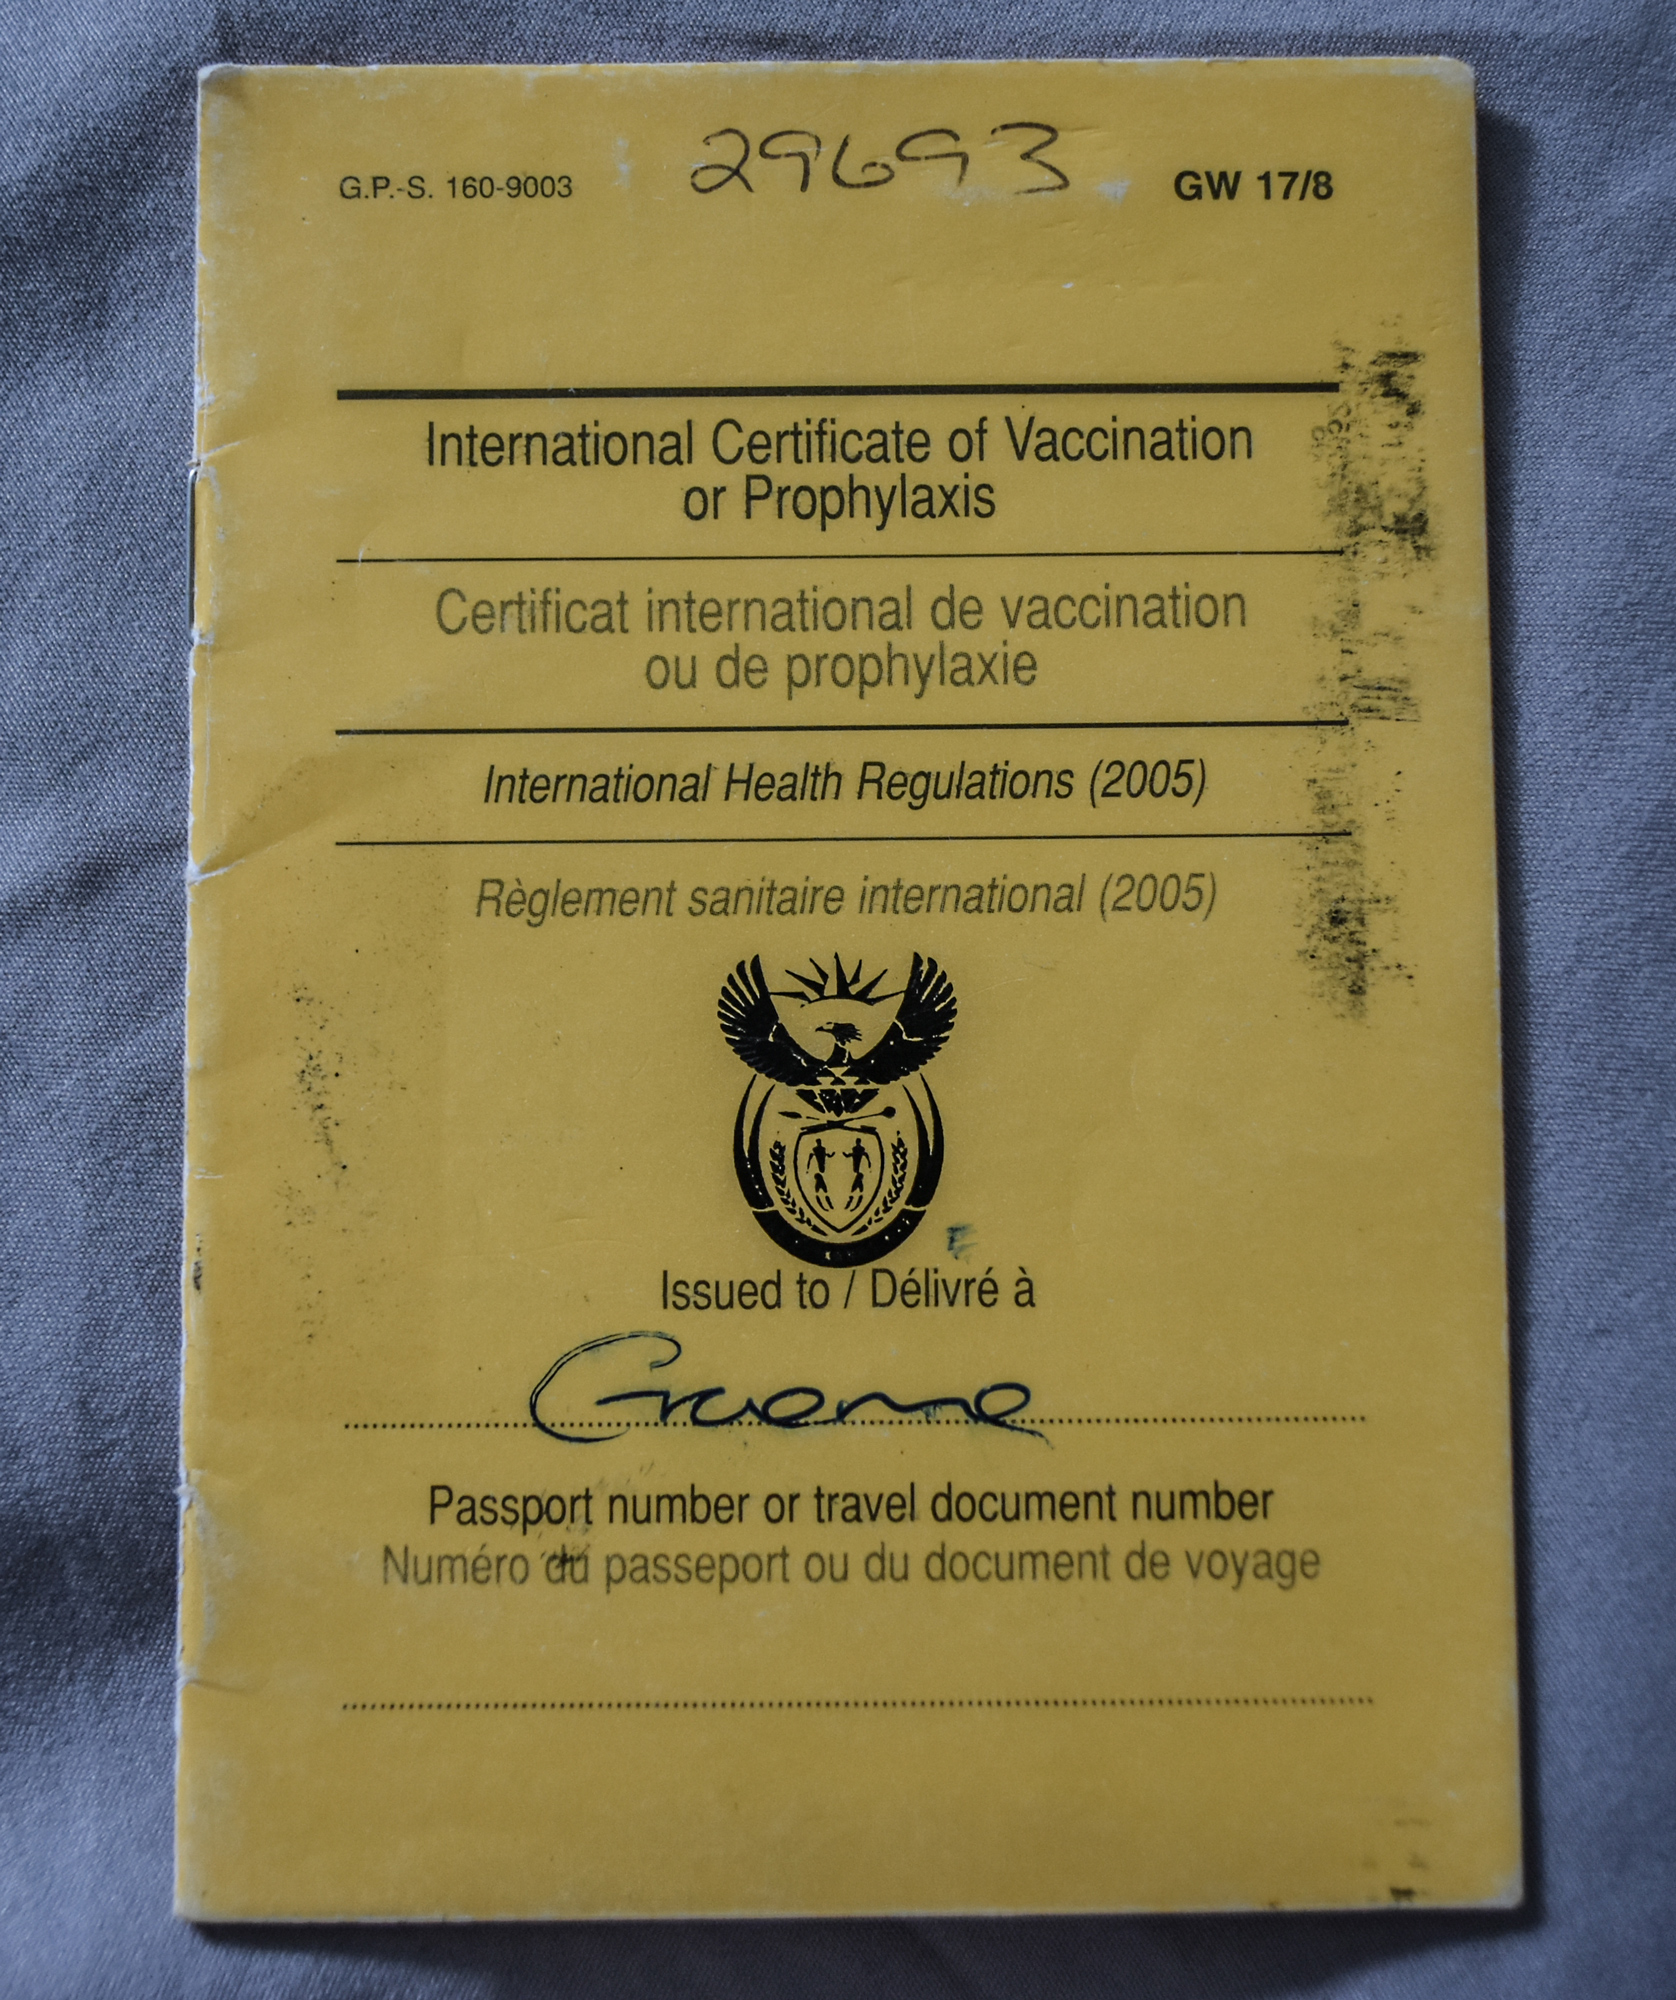 G.P.-S. 160-9003 29693 GW 17/8
International Certificate of Vaccination
or Prophylaxis
Certificat international de vaccination
ou de prophylaxie
International Health Regulations (2005)
Règlement sanitaire international (2005)
Issued to / Délivré à
Graeme
Passport number or travel document number
Numéro du passeport ou du document de voyage